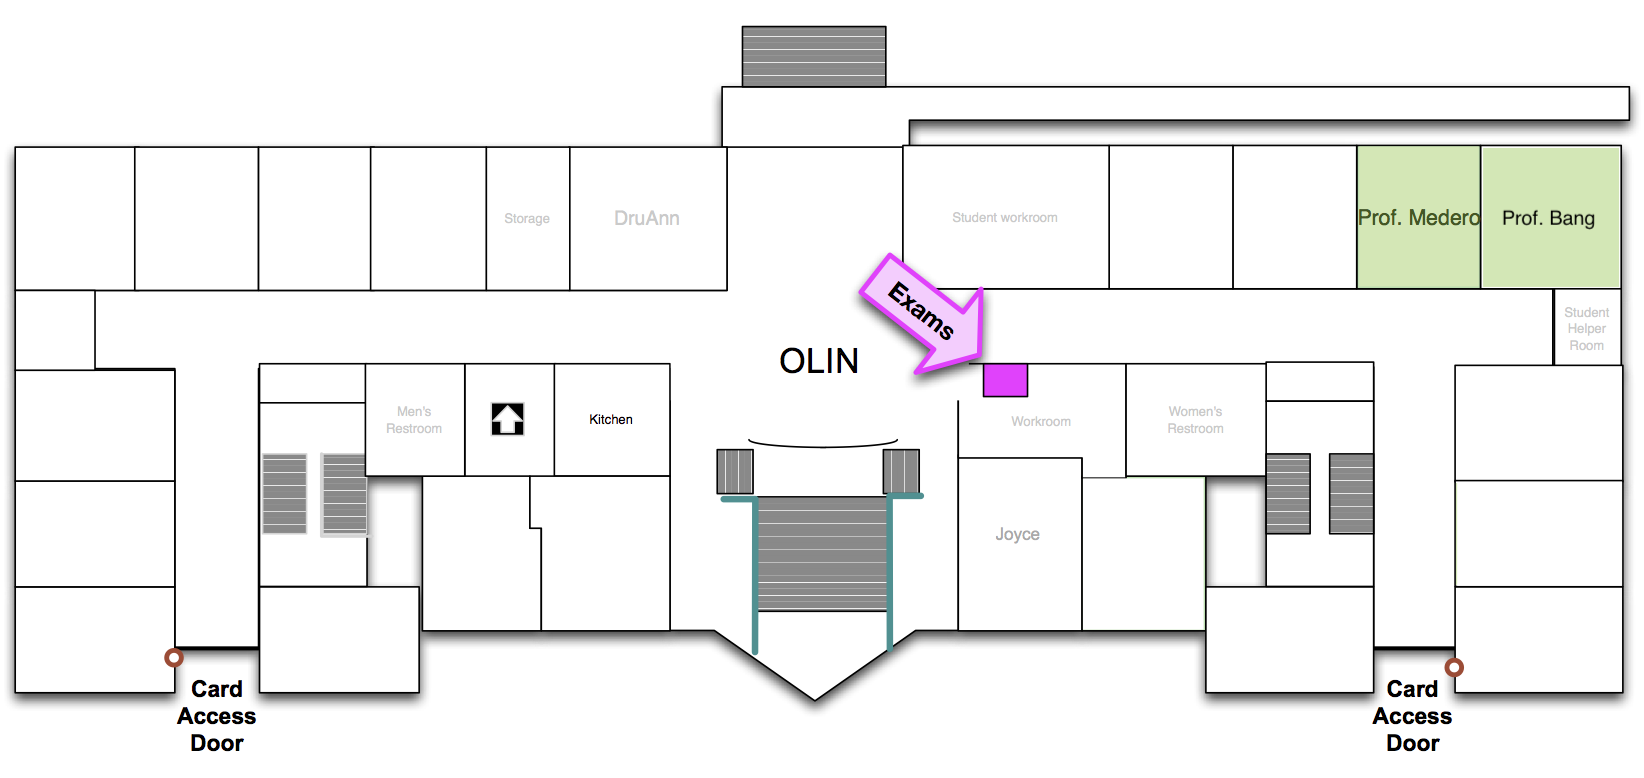 Storage
DruAnn
Student workroom
Prof. Medero
Prof. Bang
Exams
Student
Helper
Room
OLIN
Men's
Restroom
Kitchen
Workroom
Women's
Restroom
Joyce
Card
Access
Door
Card
Access
Door